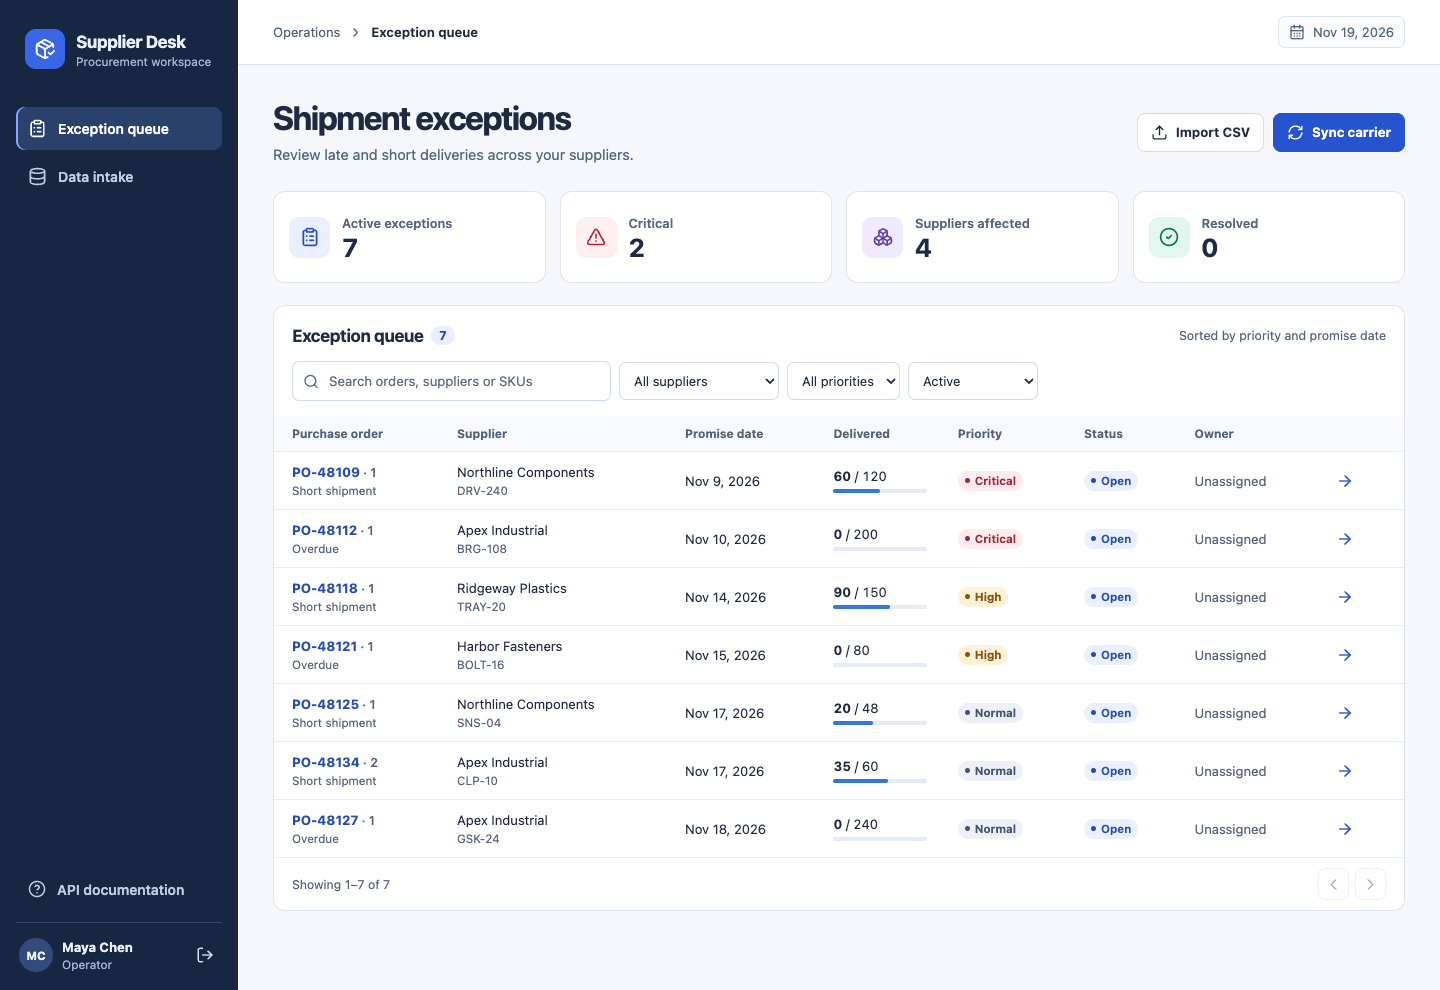 Supplier Desk
Procurement workspace
Exception queue
Data intake
API documentation
MC
Maya Chen
Operator
Operations > Exception queue
Nov 19, 2026
Shipment exceptions
Review late and short deliveries across your suppliers.
Import CSV
Sync carrier
Active exceptions
7
Critical
2
Suppliers affected
4
Resolved
0
Exception queue 7
Sorted by priority and promise date
Search orders, suppliers or SKUs
All suppliers
All priorities
Active
Purchase order Supplier Promise date Delivered Priority Status Owner
PO-48109 · 1 Northline Components Nov 9, 2026 60 / 120 Critical Open Unassigned
Short shipment DRV-240
PO-48112 · 1 Apex Industrial Nov 10, 2026 0 / 200 Critical Open Unassigned
Overdue BRG-108
PO-48118 · 1 Ridgeway Plastics Nov 14, 2026 90 / 150 High Open Unassigned
Short shipment TRAY-20
PO-48121 · 1 Harbor Fasteners Nov 15, 2026 0 / 80 High Open Unassigned
Overdue BOLT-16
PO-48125 · 1 Northline Components Nov 17, 2026 20 / 48 Normal Open Unassigned
Short shipment SNS-04
PO-48134 · 2 Apex Industrial Nov 17, 2026 35 / 60 Normal Open Unassigned
Short shipment CLP-10
PO-48127 · 1 Apex Industrial Nov 18, 2026 0 / 240 Normal Open Unassigned
Overdue GSK-24
Showing 1–7 of 7